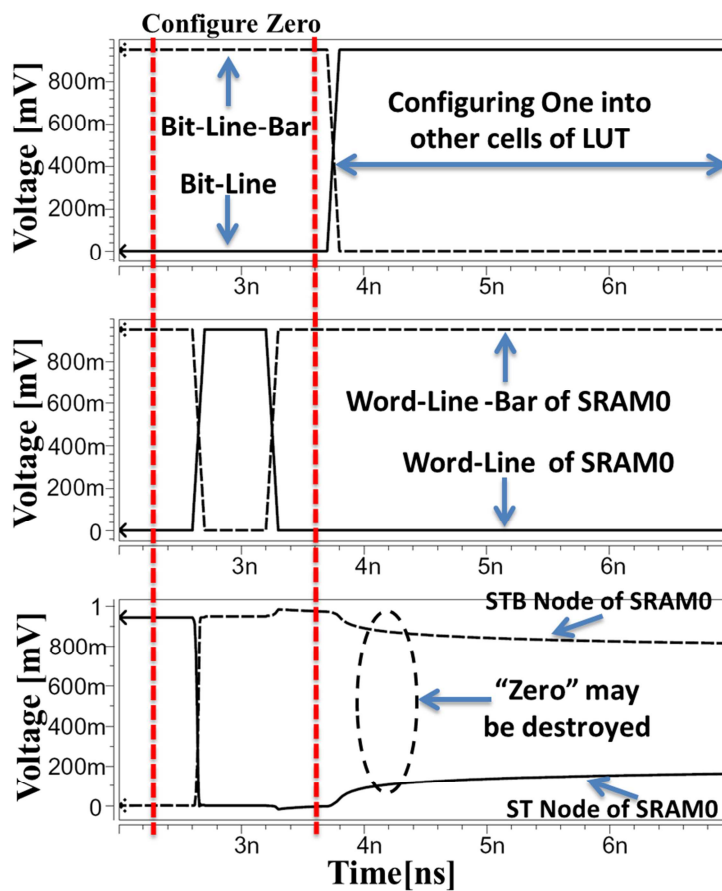 Configure Zero
Voltage [mV]
800m
600m
400m
200m
0
Bit-Line-Bar
Bit-Line
Configuring One into
other cells of LUT
3n
4n
5n
6n
Voltage [mV]
800m
600m
400m
200m
0
Word-Line -Bar of SRAM0
Word-Line of SRAM0
3n
4n
5n
6n
Voltage [mV]
1
800m
600m
400m
200m
0
STB Node of SRAM0
“Zero” may
be destroyed
ST Node of SRAM0
3n
4n
5n
6n
Time[ns]